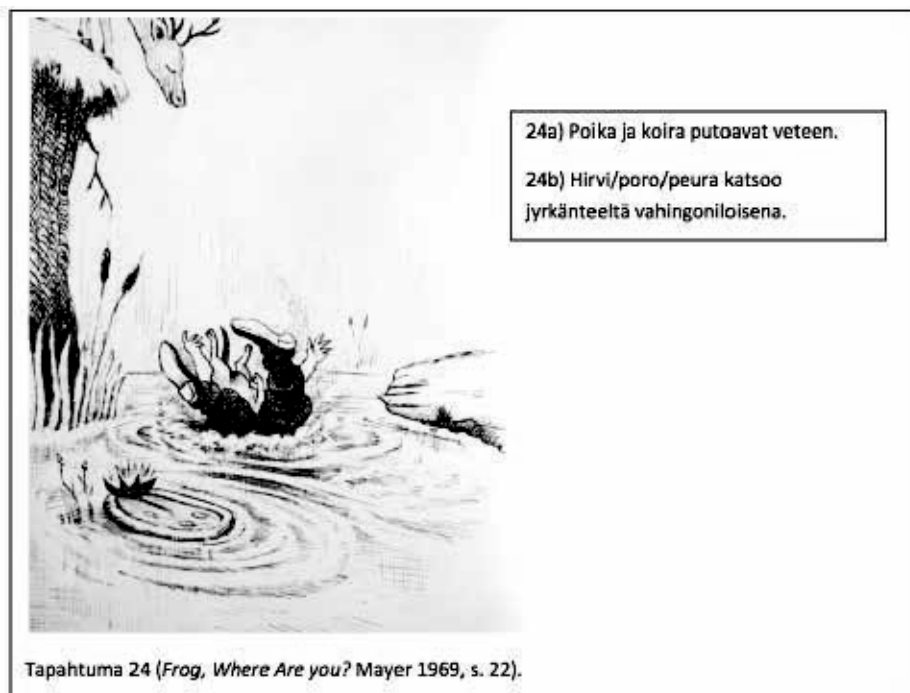 24a) Poika ja koira putoavat veteen.
24b) Hirvi/poro/peura katsoo
jyrkänteeltä vahingoniloisena.
Tapahtuma 24 (Frog, Where Are you? Mayer 1969, s. 22).